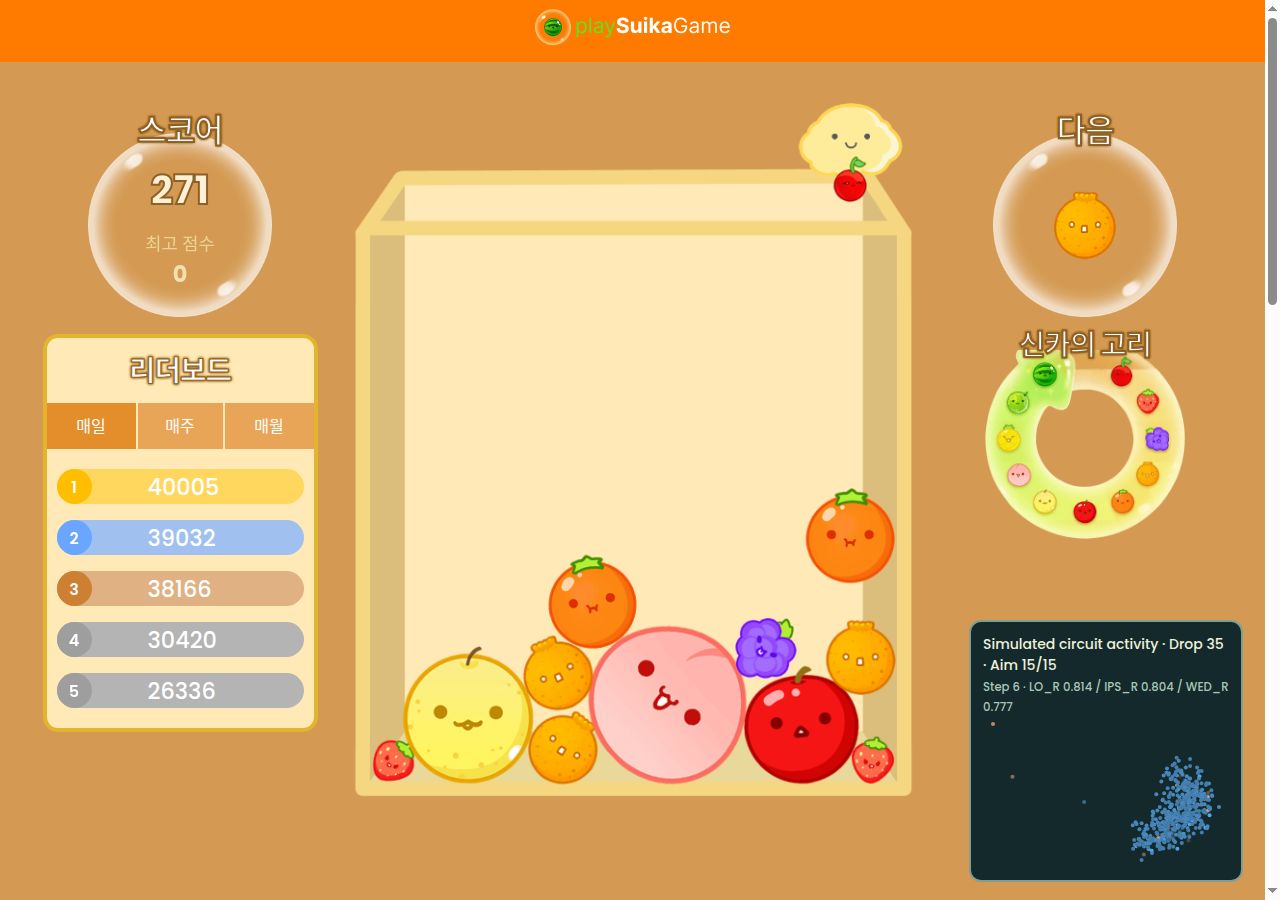 playSuikaGame
스코어
271
최고 점수
0
다음
신카의 고리
리더보드
매일 매주 매월
1 40005
2 39032
3 38166
4 30420
5 26336
Simulated circuit activity · Drop 35
· Aim 15/15
Step 6 · LO_R 0.814 / IPS_R 0.804 / WED_R
0.777